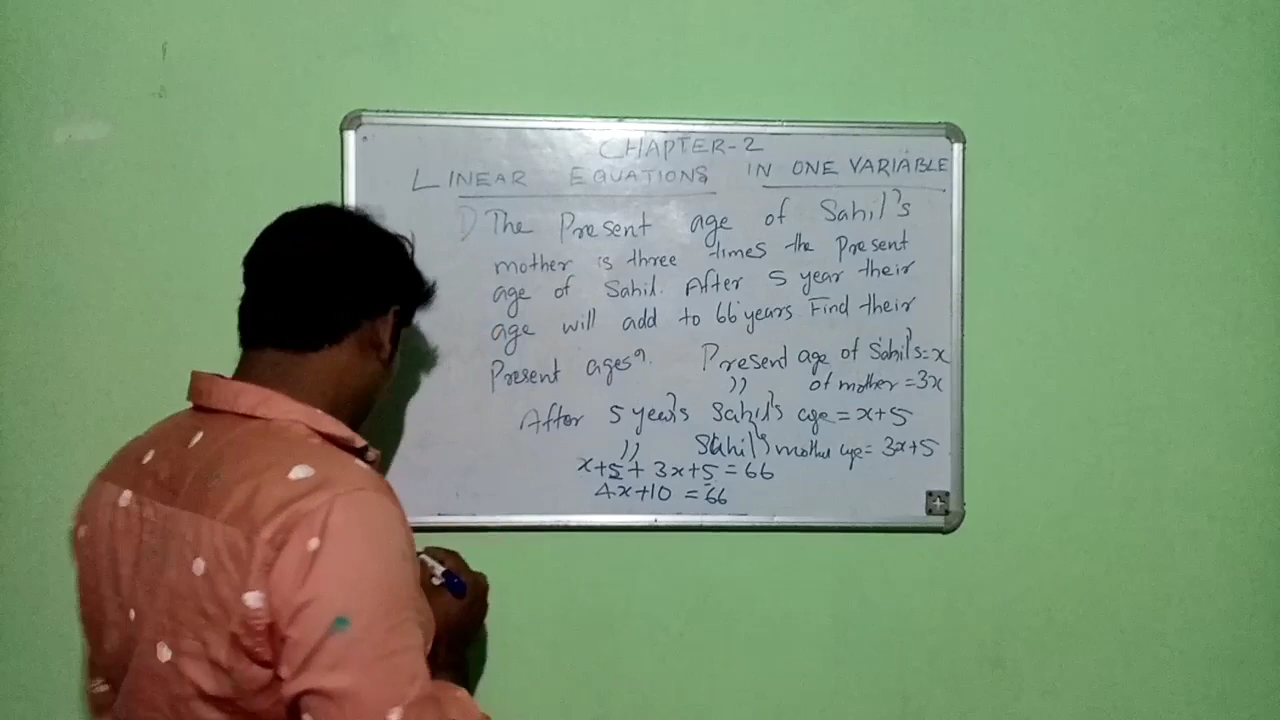 CHAPTER-2
LINEAR EQUATIONS IN ONE VARIABLE
1) The Present age of Sahil's
mother is three times the Present
age of Sahil. After 5 year their
age will add to 66 years Find their
Present ages. Present age of Sahil's=x
)) of mother =3x
After 5 year's Sahil's age = x+5
)) Sahil's mother age= 3x+5
x+5+3x+5=66
4x+10 =66